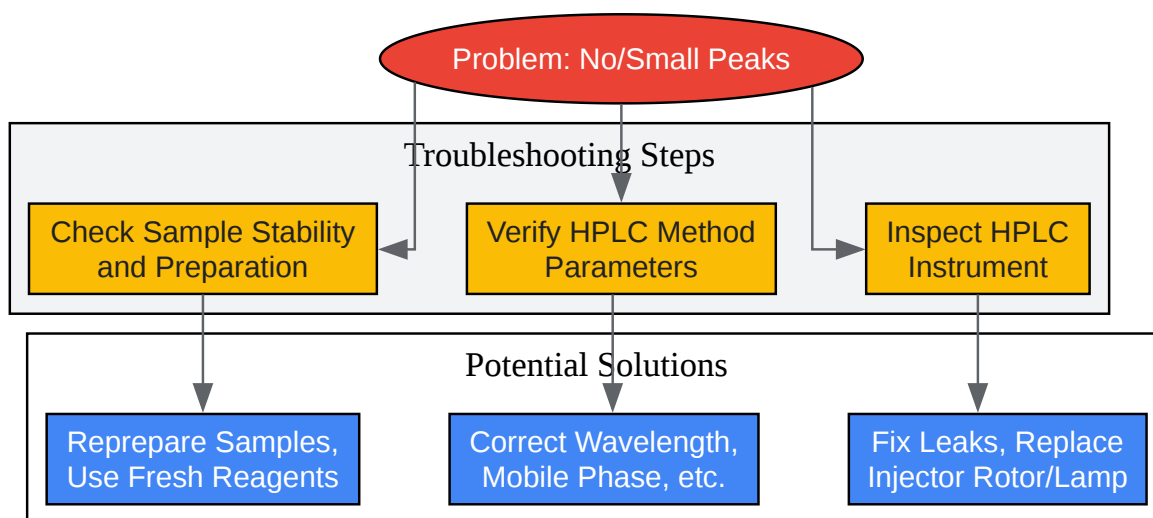 Problem: No/Small Peaks
Troubleshooting Steps
Check Sample Stability
and Preparation
Verify HPLC Method
Parameters
Inspect HPLC
Instrument
Potential Solutions
Reprepare Samples,
Use Fresh Reagents
Correct Wavelength,
Mobile Phase, etc.
Fix Leaks, Replace
Injector Rotor/Lamp